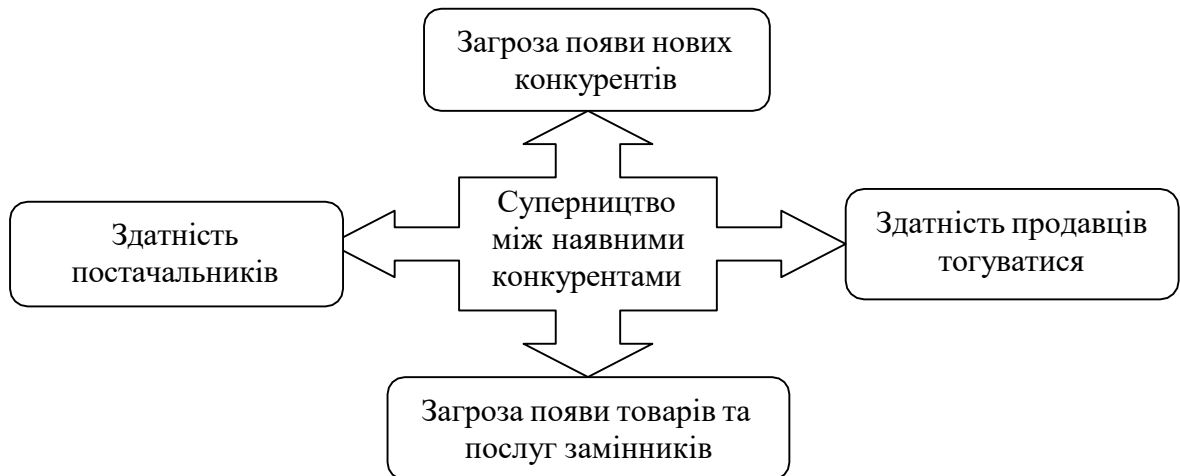 Загроза появи нових
конкурентів
Суперництво
між наявними
конкурентами
Здатність
постачальників
Здатність продавців
тогуватися
Загроза появи товарів та
послуг замінників